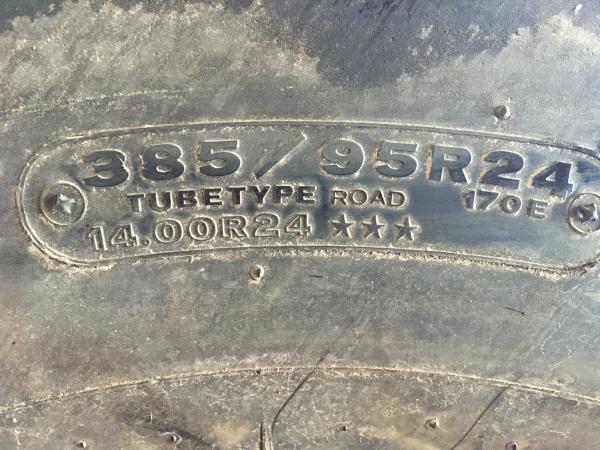 385/95R24
TUBETYPE ROAD 170E
14.00R24 ★★★